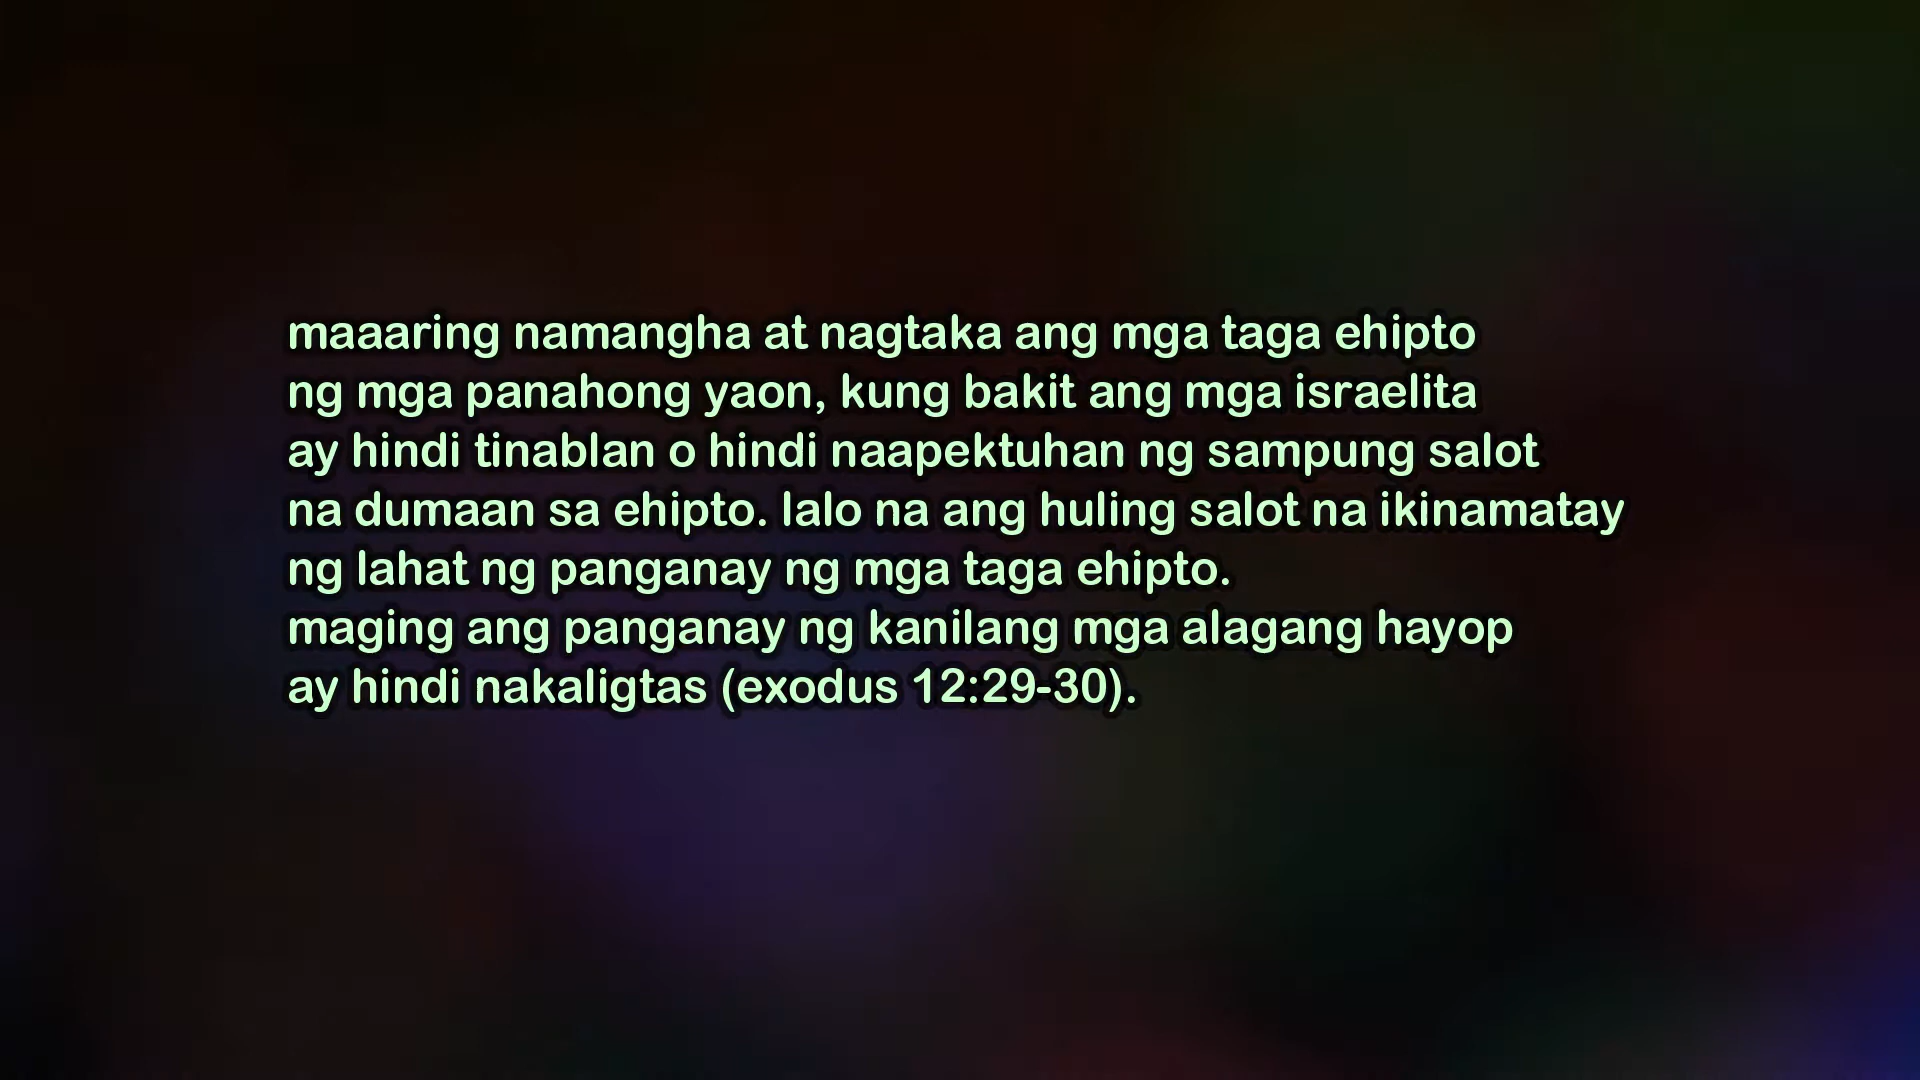 maaaring namangha at nagtaka ang mga taga ehipto
ng mga panahong yaon, kung bakit ang mga israelita
ay hindi tinablan o hindi naapektuhan ng sampung salot
na dumaan sa ehipto. lalo na ang huling salot na ikinamatay
ng lahat ng panganay ng mga taga ehipto.
maging ang panganay ng kanilang mga alagang hayop
ay hindi nakaligtas (exodus 12:29-30).